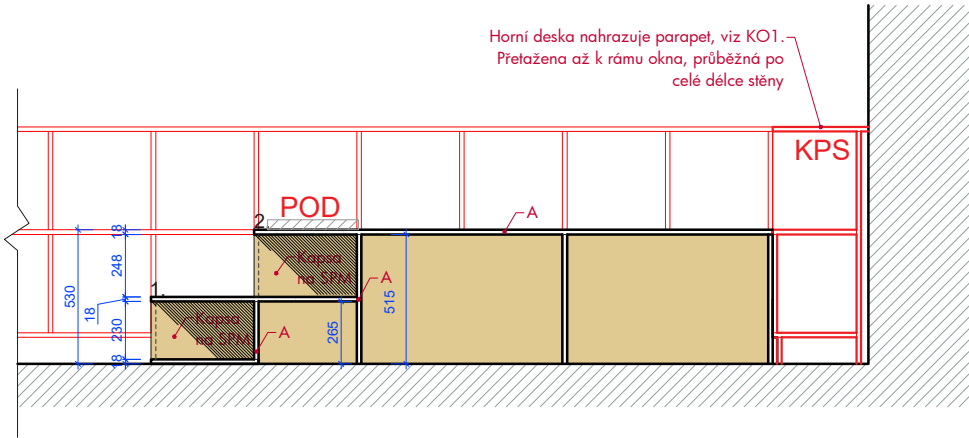 Horní deska nahrazuje parapet, viz KO1.
Přetažena až k rámu okna, průběžná po
celé délce stěny
KPS
POD
2.
A
18
Kapsa
na SPM
A
248
530
515
1.
18
Kapsa
na SPM
A
230
265
18